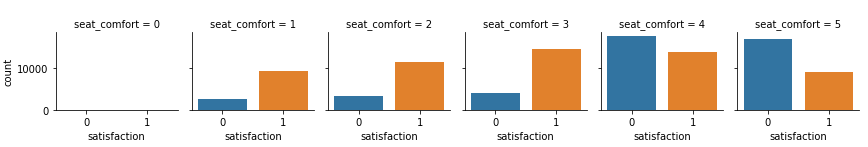 seat_comfort = 0 seat_comfort = 1 seat_comfort = 2 seat_comfort = 3 seat_comfort = 4 seat_comfort = 5
count
10000
0
0 1 0 1 0 1 0 1 0 1 0 1
satisfaction satisfaction satisfaction satisfaction satisfaction satisfaction